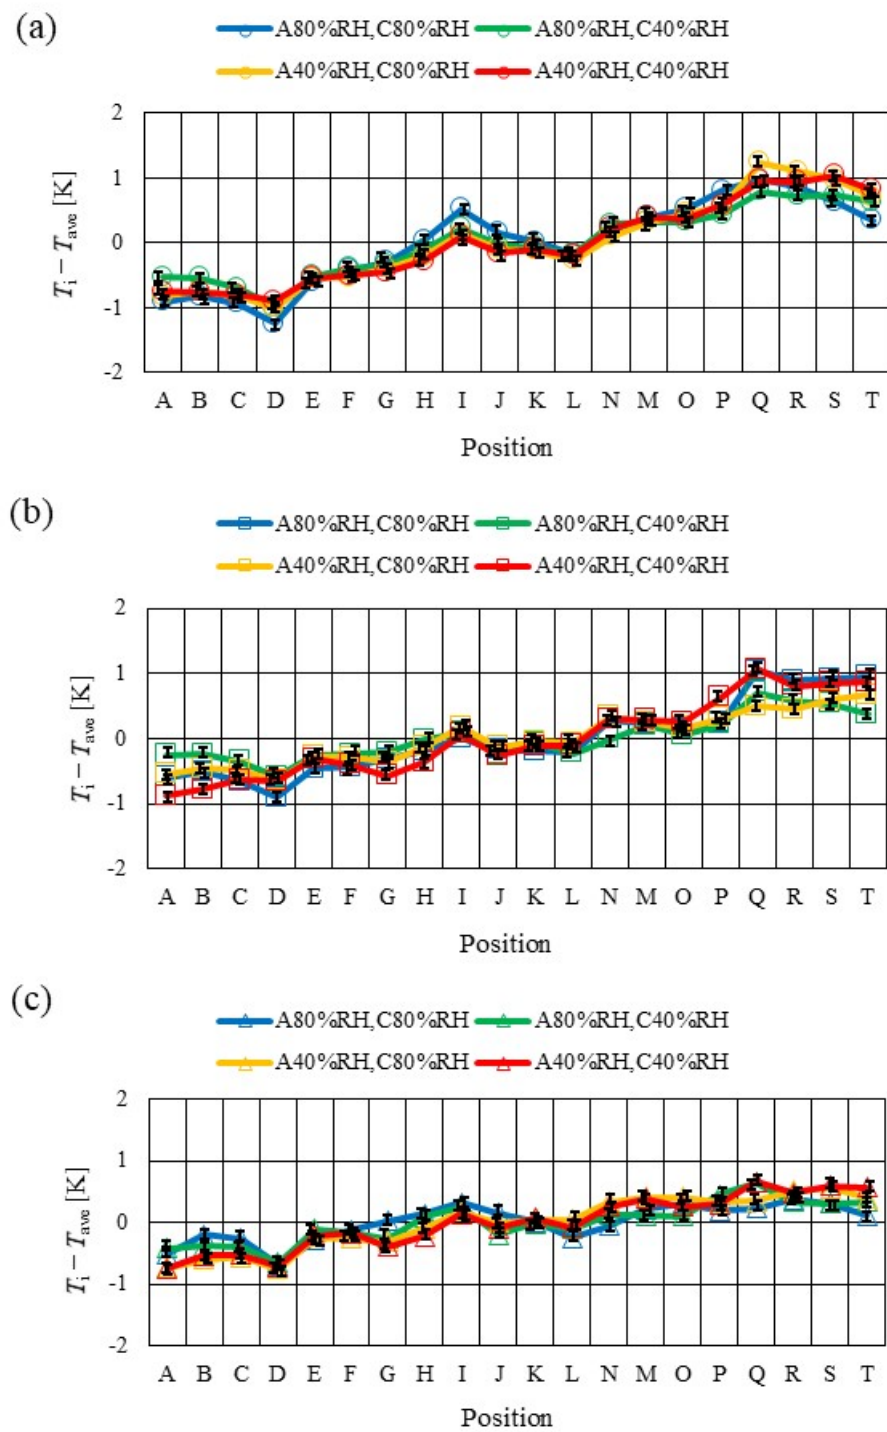 (a)
A80%RH,C80%RH A80%RH,C40%RH
A40%RH,C80%RH A40%RH,C40%RH
2
1
0
-1
-2
Ti − Tave [K]
A B C D E F G H I J K L N M O P Q R S T
Position
(b)
A80%RH,C80%RH A80%RH,C40%RH
A40%RH,C80%RH A40%RH,C40%RH
2
1
0
-1
-2
Ti − Tave [K]
A B C D E F G H I J K L N M O P Q R S T
Position
(c)
A80%RH,C80%RH A80%RH,C40%RH
A40%RH,C80%RH A40%RH,C40%RH
2
1
0
-1
-2
Ti − Tave [K]
A B C D E F G H I J K L N M O P Q R S T
Position